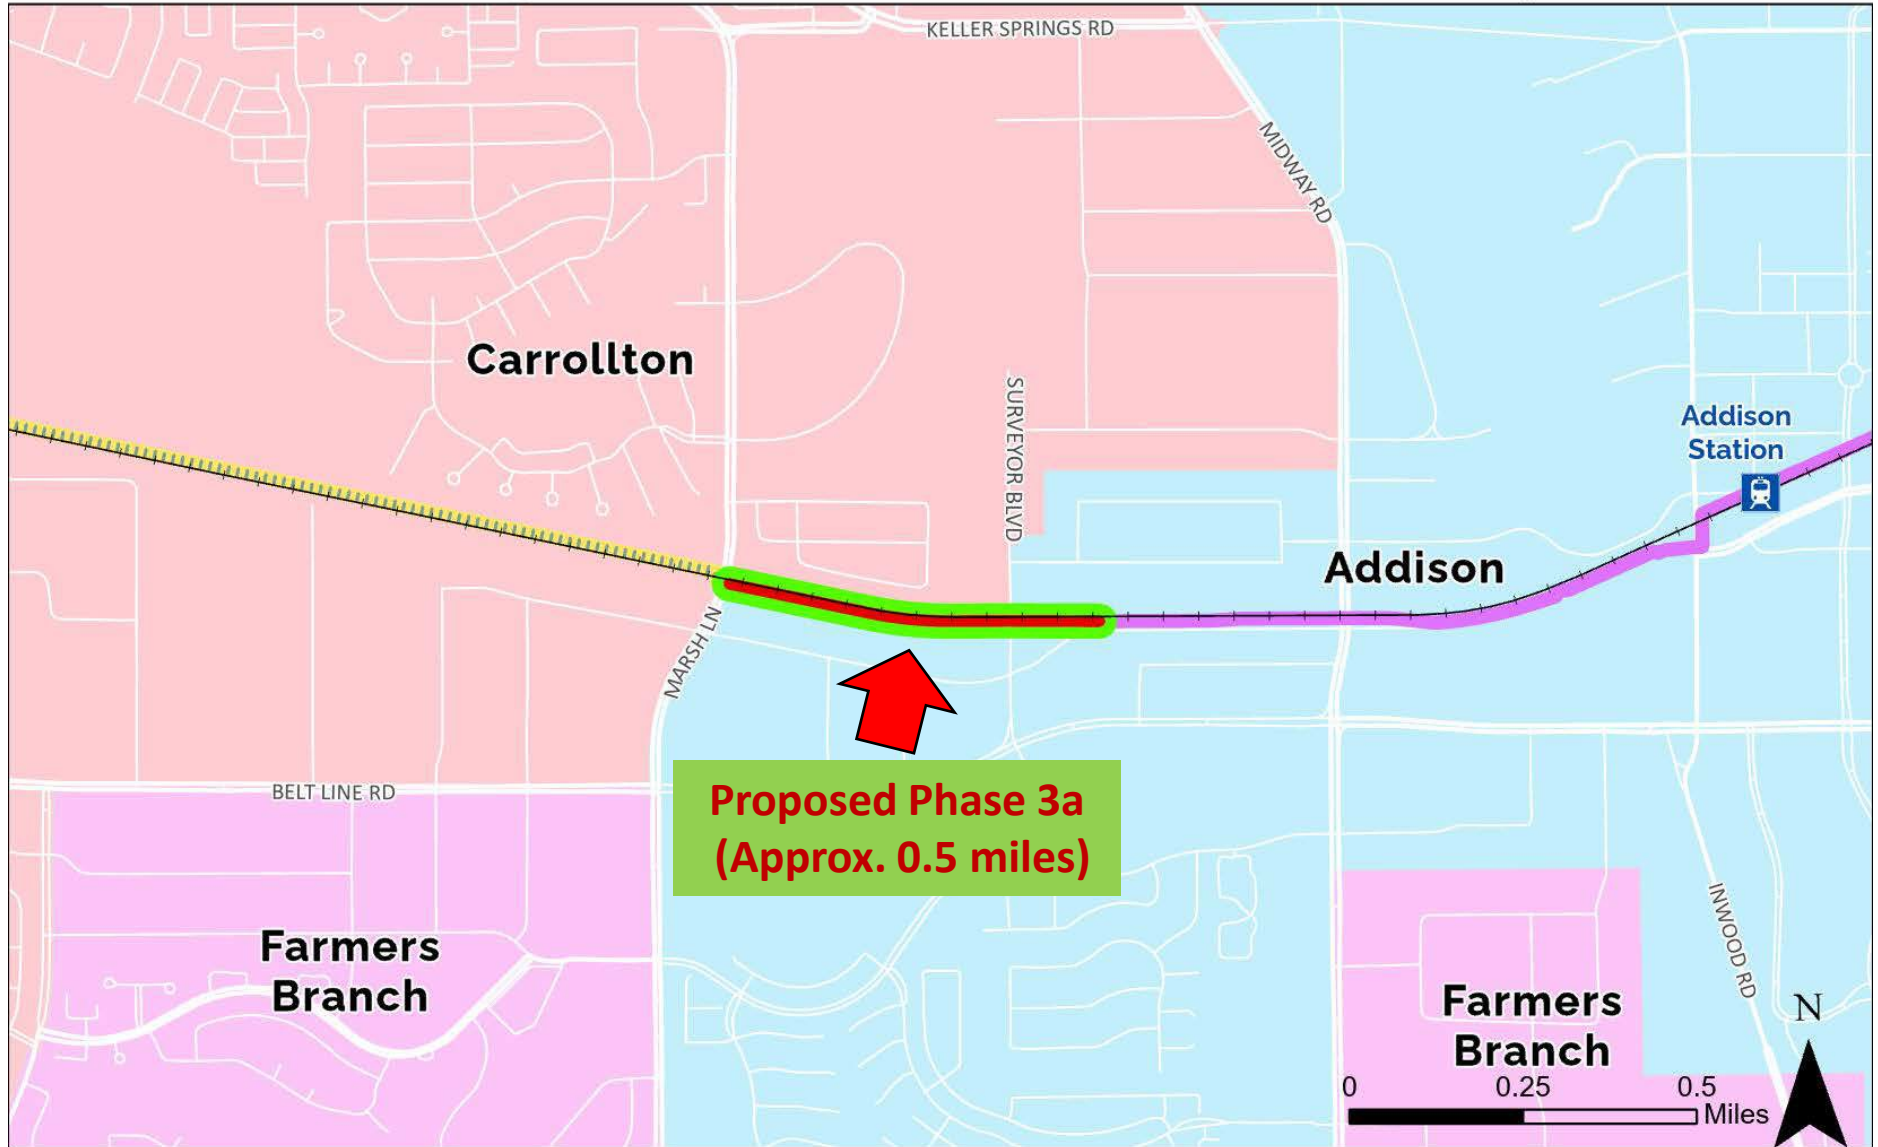 KELLER SPRINGS RD
MIDWAY RD
Carrollton
SURVEYOR BLVD
Addison
Station
Addison
MARSH LN
Proposed Phase 3a
(Approx. 0.5 miles)
BELT LINE RD
INWOOD RD
Farmers
Branch
Farmers
Branch
N
0 0.25 0.5
Miles